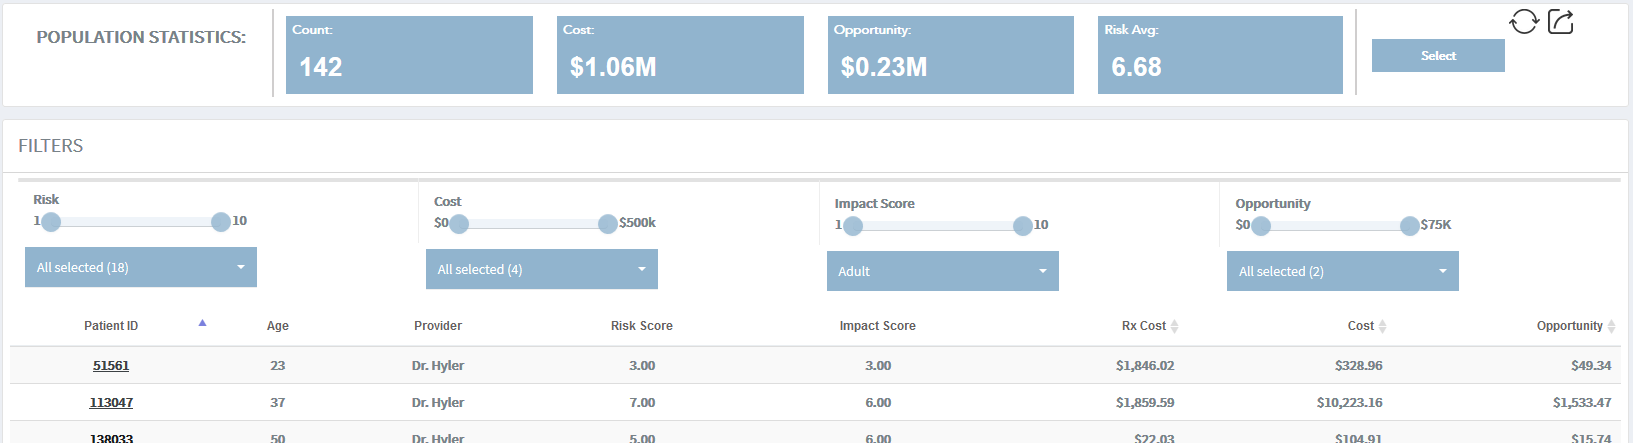 POPULATION STATISTICS:
Count:
142
Cost:
$1.06M
Opportunity:
$0.23M
Risk Avg:
6.68
Select
FILTERS
Risk
1 10
All selected (18)
Cost
$0 $500k
All selected (4)
Impact Score
1 10
Adult
Opportunity
$0 $75K
All selected (2)
Patient ID Age Provider Risk Score Impact Score Rx Cost Cost Opportunity
51561 23 Dr. Hyler 3.00 3.00 $1,846.02 $328.96 $49.34
113047 37 Dr. Hyler 7.00 6.00 $1,859.59 $10,223.16 $1,533.47
138033 50 Dr. Hyler 5.00 6.00 $22.03 $104.91 $15.74